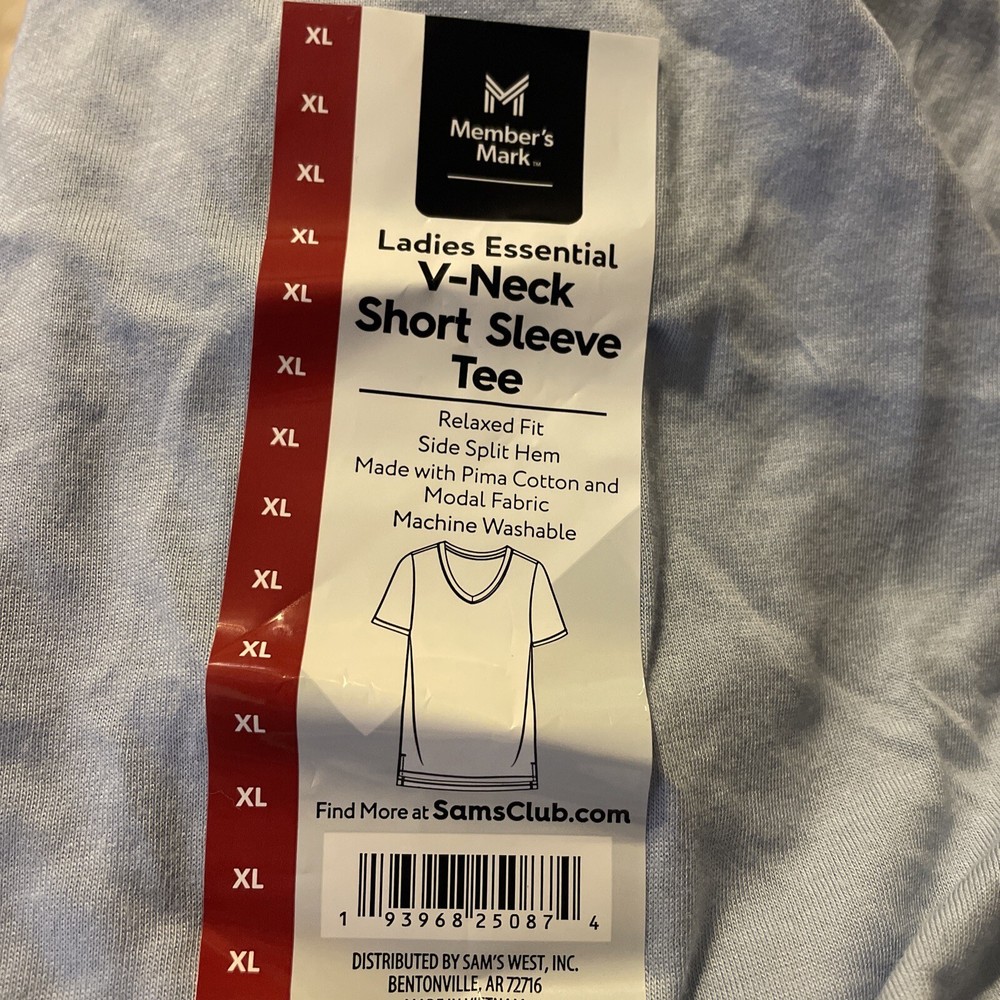 XL
XL
XL
XL
XL
XL
XL
XL
XL
XL
XL
XL
XL
XL
Member's
Mark™
Ladies Essential
V-Neck
Short Sleeve
Tee
Relaxed Fit
Side Split Hem
Made with Pima Cotton and
Modal Fabric
Machine Washable
Find More at SamsClub.com
1 93968 25087 4
DISTRIBUTED BY SAM'S WEST, INC.
BENTONVILLE, AR 72716